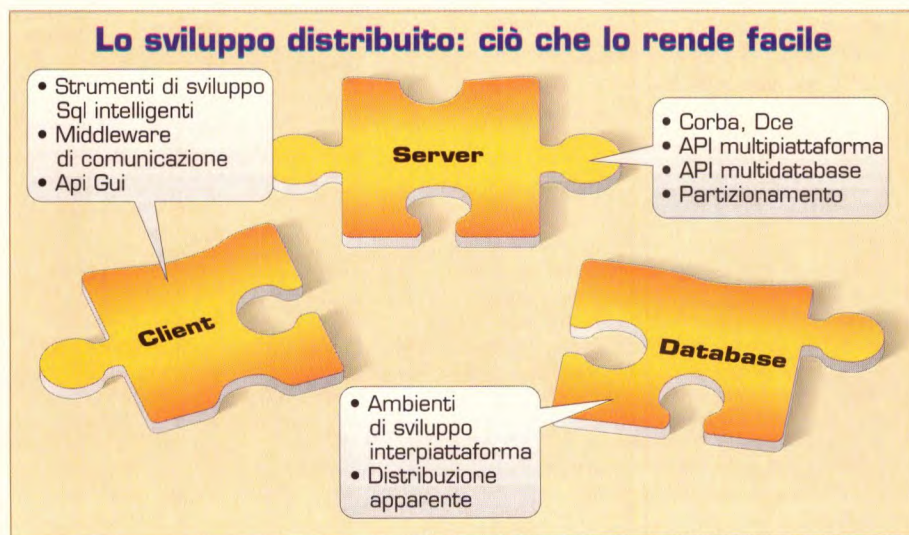 Lo sviluppo distribuito: ciò che lo rende facile
• Strumenti di sviluppo
Sql intelligenti
• Middleware
di comunicazione
• Api Gui
Server
• Corba, Dce
• API multipiattaforma
• API multidatabase
• Partizionamento
Client
Database
• Ambienti
di sviluppo
interpiattaforma
• Distribuzione
apparente